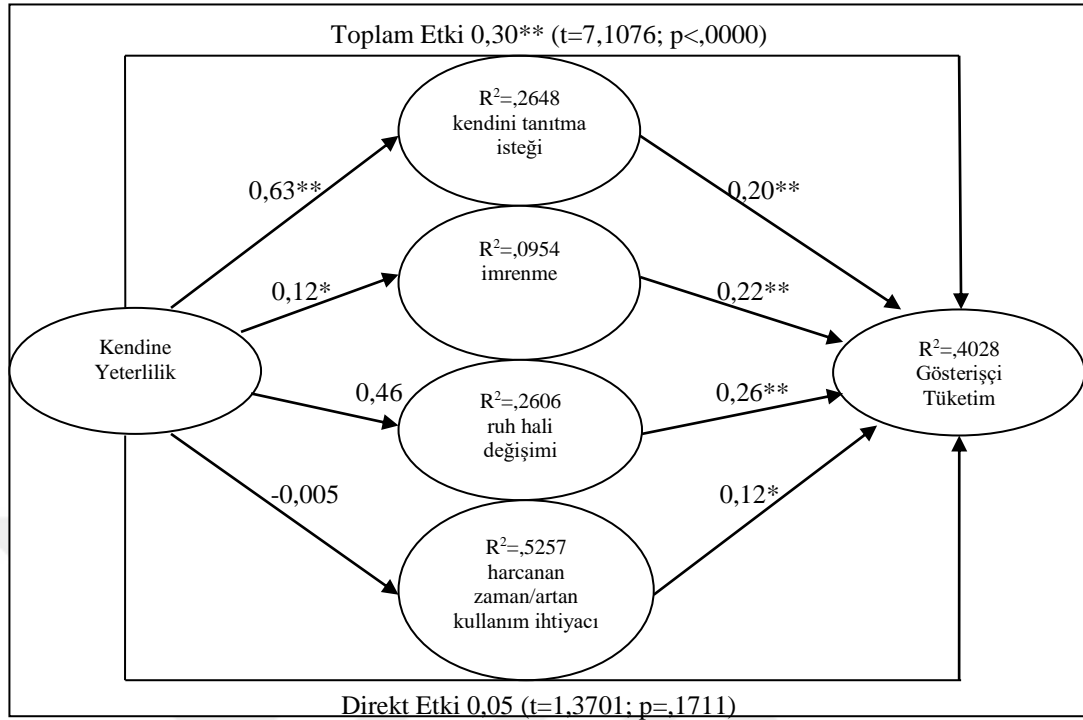 Toplam Etki 0,30** (t=7,1076; p<,0000)
R²=,2648
kendini tanıtma
isteği
0,63**
0,20**
R²=,0954
imrenme
0,12*
0,22**
Kendine
Yeterlilik
R²=,4028
Gösterişçi
Tüketim
0,46
R²=,2606
ruh hali
değişimi
0,26**
-0,005
0,12*
R²=,5257
harcanan
zaman/artan
kullanım ihtiyacı
Direkt Etki 0,05 (t=1,3701; p=,1711)